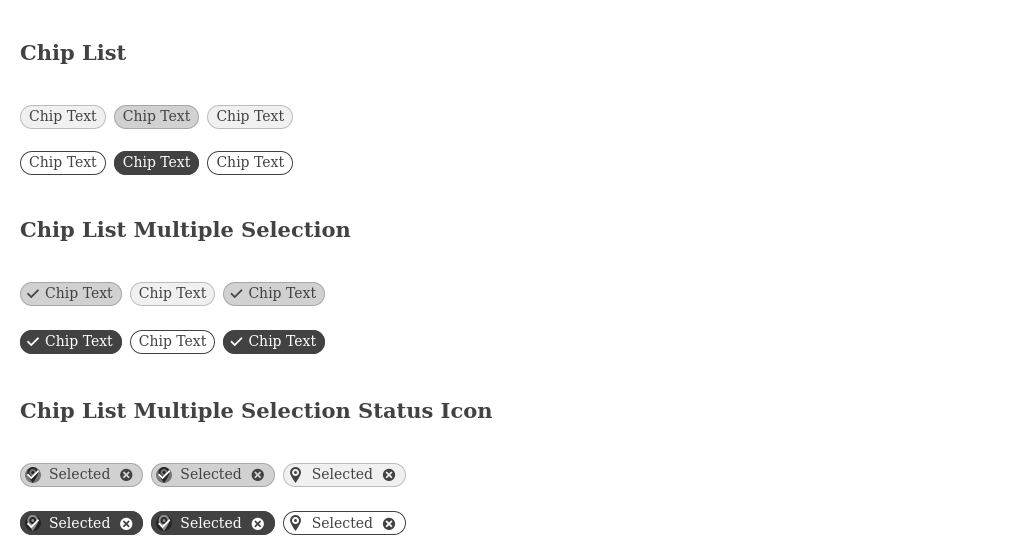 Chip List
Chip Text Chip Text Chip Text
Chip Text Chip Text Chip Text
Chip List Multiple Selection
Chip Text Chip Text Chip Text
Chip Text Chip Text Chip Text
Chip List Multiple Selection Status Icon
Selected Selected Selected
Selected Selected Selected